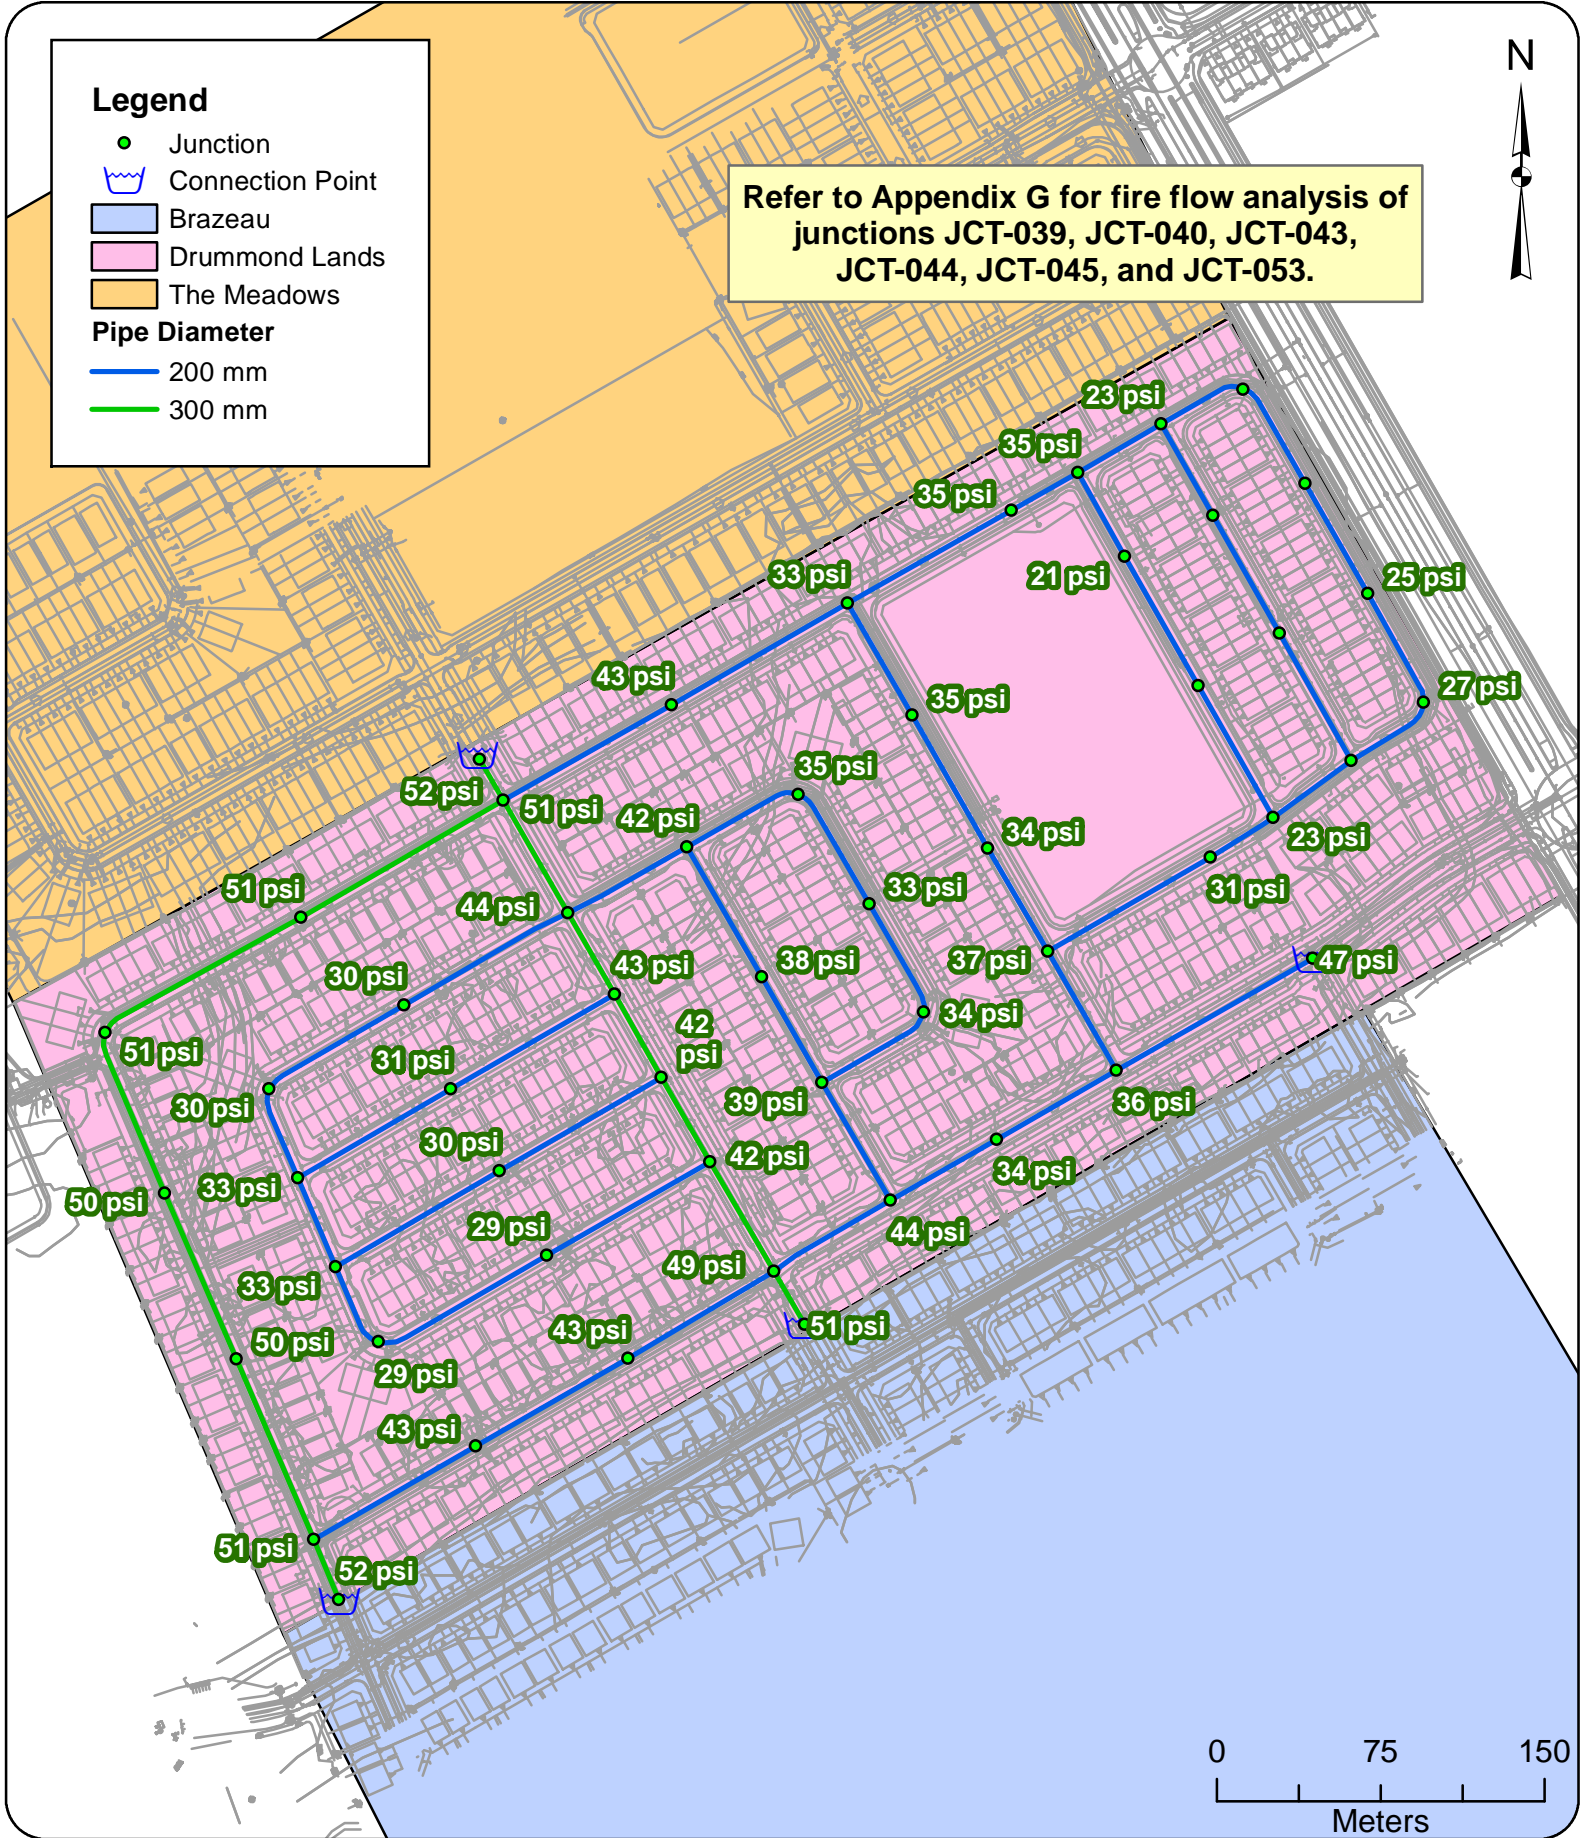 N
Legend
Junction
Connection Point
Brazeau
Drummond Lands
The Meadows
Pipe Diameter
200 mm
300 mm
Refer to Appendix G for fire flow analysis of
junctions JCT-039, JCT-040, JCT-043,
JCT-044, JCT-045, and JCT-053.
23 psi
35 psi
35 psi
33 psi
21 psi
25 psi
43 psi
35 psi
27 psi
35 psi
52 psi
51 psi
42 psi
34 psi
23 psi
51 psi
33 psi
31 psi
44 psi
43 psi
38 psi
37 psi
47 psi
30 psi
34 psi
42
psi
51 psi
31 psi
30 psi
39 psi
36 psi
30 psi
42 psi
34 psi
33 psi
50 psi
29 psi
44 psi
49 psi
33 psi
43 psi
51 psi
50 psi
29 psi
43 psi
51 psi
52 psi
0 75 150
Meters